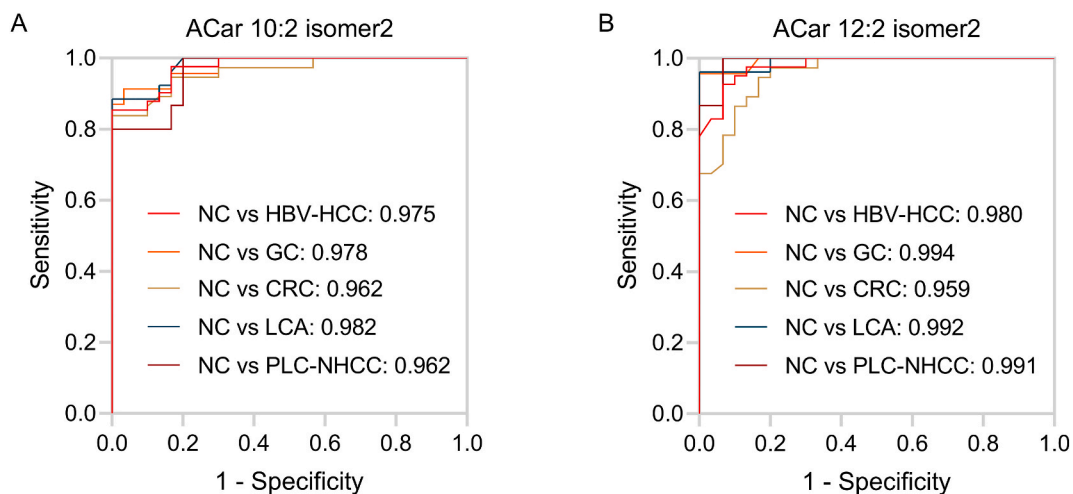 A
ACar 10:2 isomer2
1.0
0.8
0.6
0.4
0.2
0.0
Sensitivity
NC vs HBV-HCC: 0.975
NC vs GC: 0.978
NC vs CRC: 0.962
NC vs LCA: 0.982
NC vs PLC-NHCC: 0.962
0.0 0.2 0.4 0.6 0.8 1.0
1 - Specificity
B
ACar 12:2 isomer2
1.0
0.8
0.6
0.4
0.2
0.0
Sensitivity
NC vs HBV-HCC: 0.980
NC vs GC: 0.994
NC vs CRC: 0.959
NC vs LCA: 0.992
NC vs PLC-NHCC: 0.991
0.0 0.2 0.4 0.6 0.8 1.0
1 - Specificity